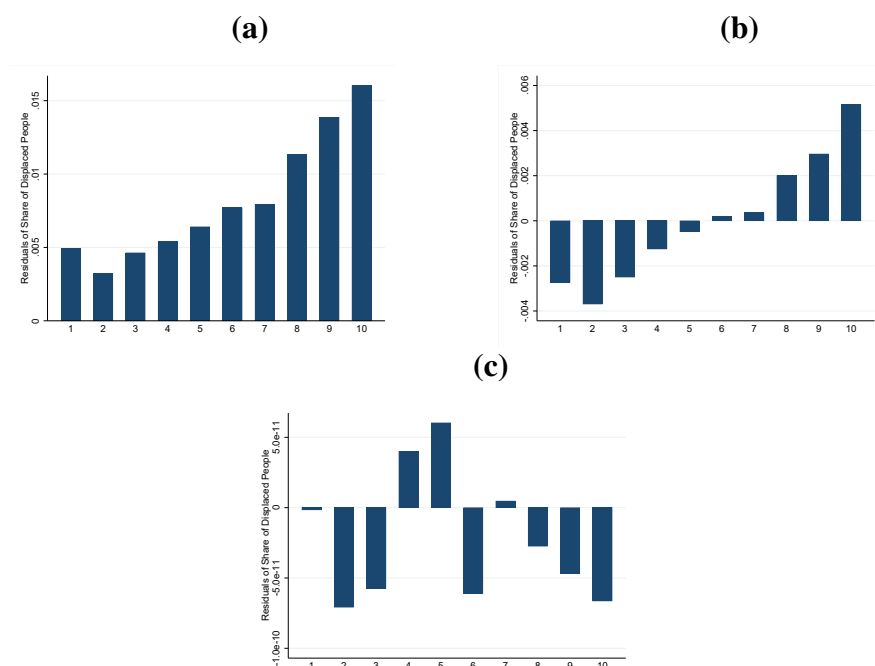 (a)
(b)
Residuals of Share of Displaced People
0
.005
.01
.015
1 2 3 4 5 6 7 8 9 10
Residuals of Share of Displaced People
-.004
-.002
0
.002
.004
.006
1 2 3 4 5 6 7 8 9 10
(c)
Residuals of Share of Displaced People
-1.0e-10
-5.0e-11
0
5.0e-11
1 2 3 4 5 6 7 8 9 10